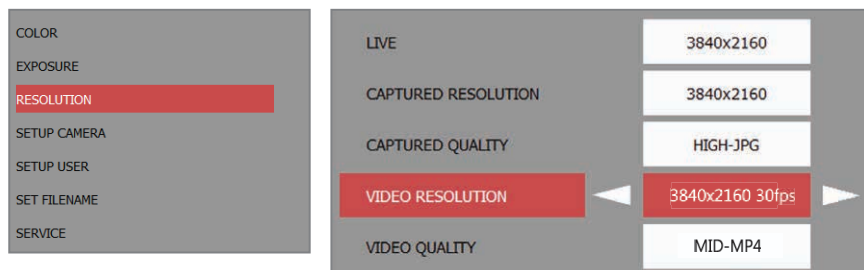 COLOR
EXPOSURE
RESOLUTION
SETUP CAMERA
SETUP USER
SET FILENAME
SERVICE
LIVE 3840x2160
CAPTURED RESOLUTION 3840x2160
CAPTURED QUALITY HIGH-JPG
VIDEO RESOLUTION 3840x2160 30fps
VIDEO QUALITY MID-MP4